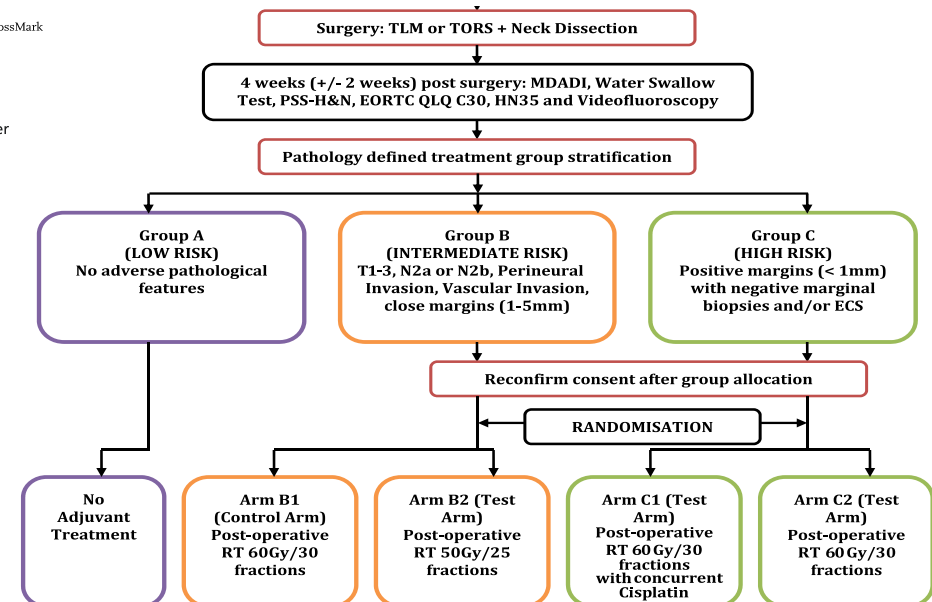 ossMark
er
Surgery: TLM or TORS + Neck Dissection
4 weeks (+/- 2 weeks) post surgery: MDADI, Water Swallow
Test, PSS-H&N, EORTC QLQ C30, HN35 and Videofluoroscopy
Pathology defined treatment group stratification
Group A
(LOW RISK)
No adverse pathological
features
Group B
(INTERMEDIATE RISK)
T1-3, N2a or N2b, Perineural
Invasion, Vascular Invasion,
close margins (1-5mm)
Group C
(HIGH RISK)
Positive margins (< 1mm)
with negative marginal
biopsies and/or ECS
Reconfirm consent after group allocation
RANDOMISATION
No
Adjuvant
Treatment
Arm B1
(Control Arm)
Post-operative
RT 60Gy/30
fractions
Arm B2 (Test
Arm)
Post-operative
RT 50Gy/25
fractions
Arm C1 (Test
Arm)
Post-operative
RT 60Gy/30
fractions
with concurrent
Cisplatin
Arm C2 (Test
Arm)
Post-operative
RT 60Gy/30
fractions